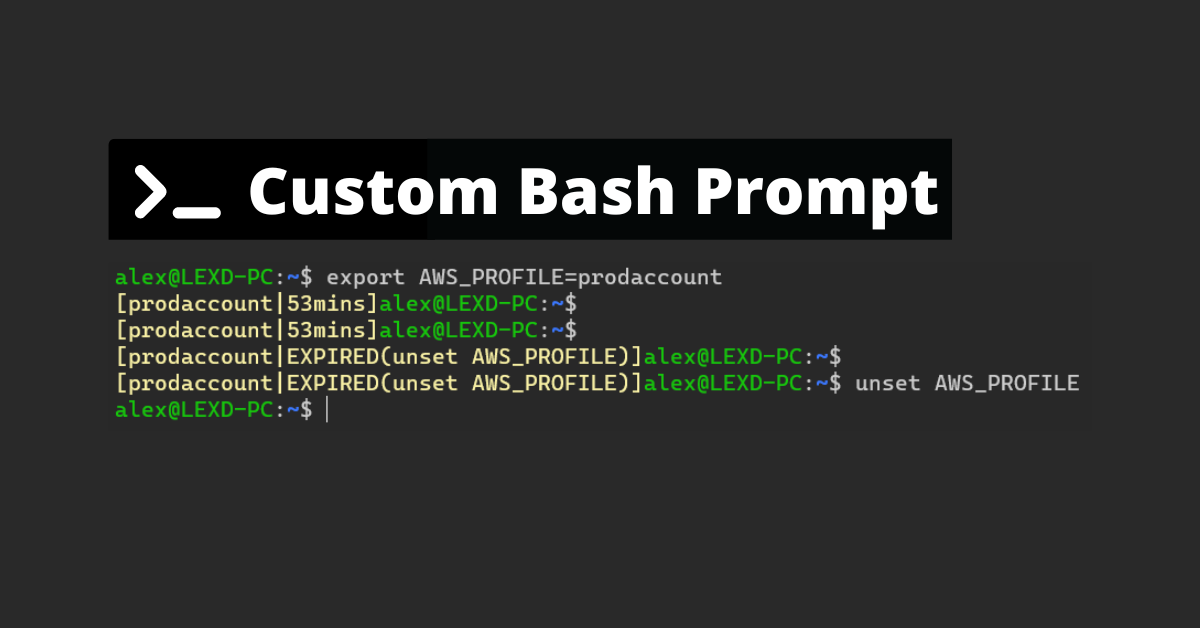 >_ Custom Bash Prompt
alex@LEXD-PC:~$ export AWS_PROFILE=prodaccount
[prodaccount|53mins]alex@LEXD-PC:~$
[prodaccount|53mins]alex@LEXD-PC:~$
[prodaccount|EXPIRED(unset AWS_PROFILE)]alex@LEXD-PC:~$
[prodaccount|EXPIRED(unset AWS_PROFILE)]alex@LEXD-PC:~$ unset AWS_PROFILE
alex@LEXD-PC:~$